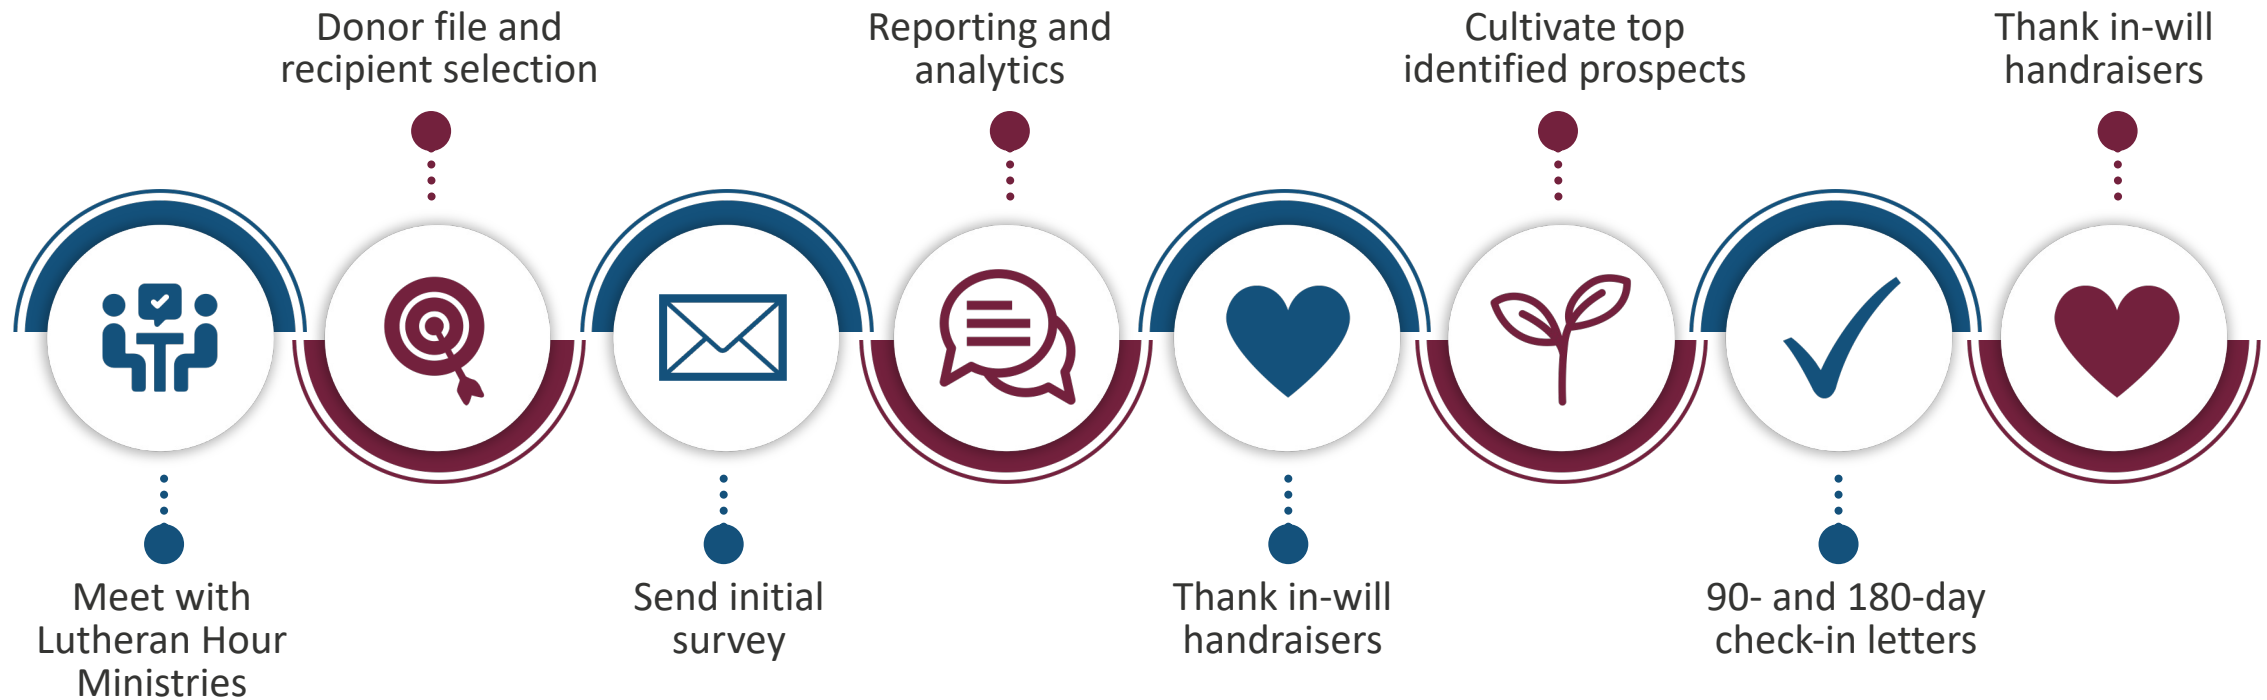 Donor file and
recipient selection
Reporting and
analytics
Cultivate top
identified prospects
Thank in-will
handraisers
Meet with
Lutheran Hour
Ministries
Send initial
survey
Thank in-will
handraisers
90- and 180-day
check-in letters